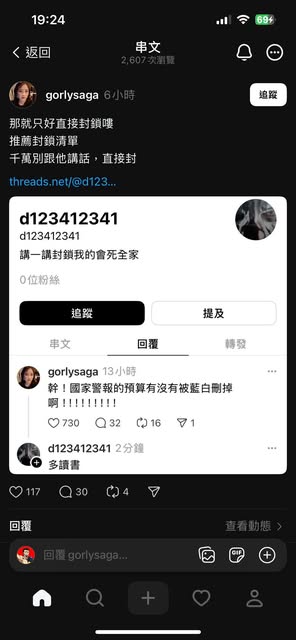 19:24
69
返回
串文
2,607 次瀏覽
gorlysaga 6小時
追蹤
那就只好直接封鎖嘍
推薦封鎖清單
千萬別跟他講話，直接封
threads.net/@d123...
d123412341
d123412341
講一講封鎖我的會死全家
0 位粉絲
追蹤
提及
串文
回覆
轉發
gorlysaga 13小時
幹！國家警報的預算有沒有被藍白刪掉
啊！！！！！！！！！
730
32
16
1
d123412341 2分鐘
多讀書
117
30
4
回覆
查看動態
回覆 gorlysaga...
GIF